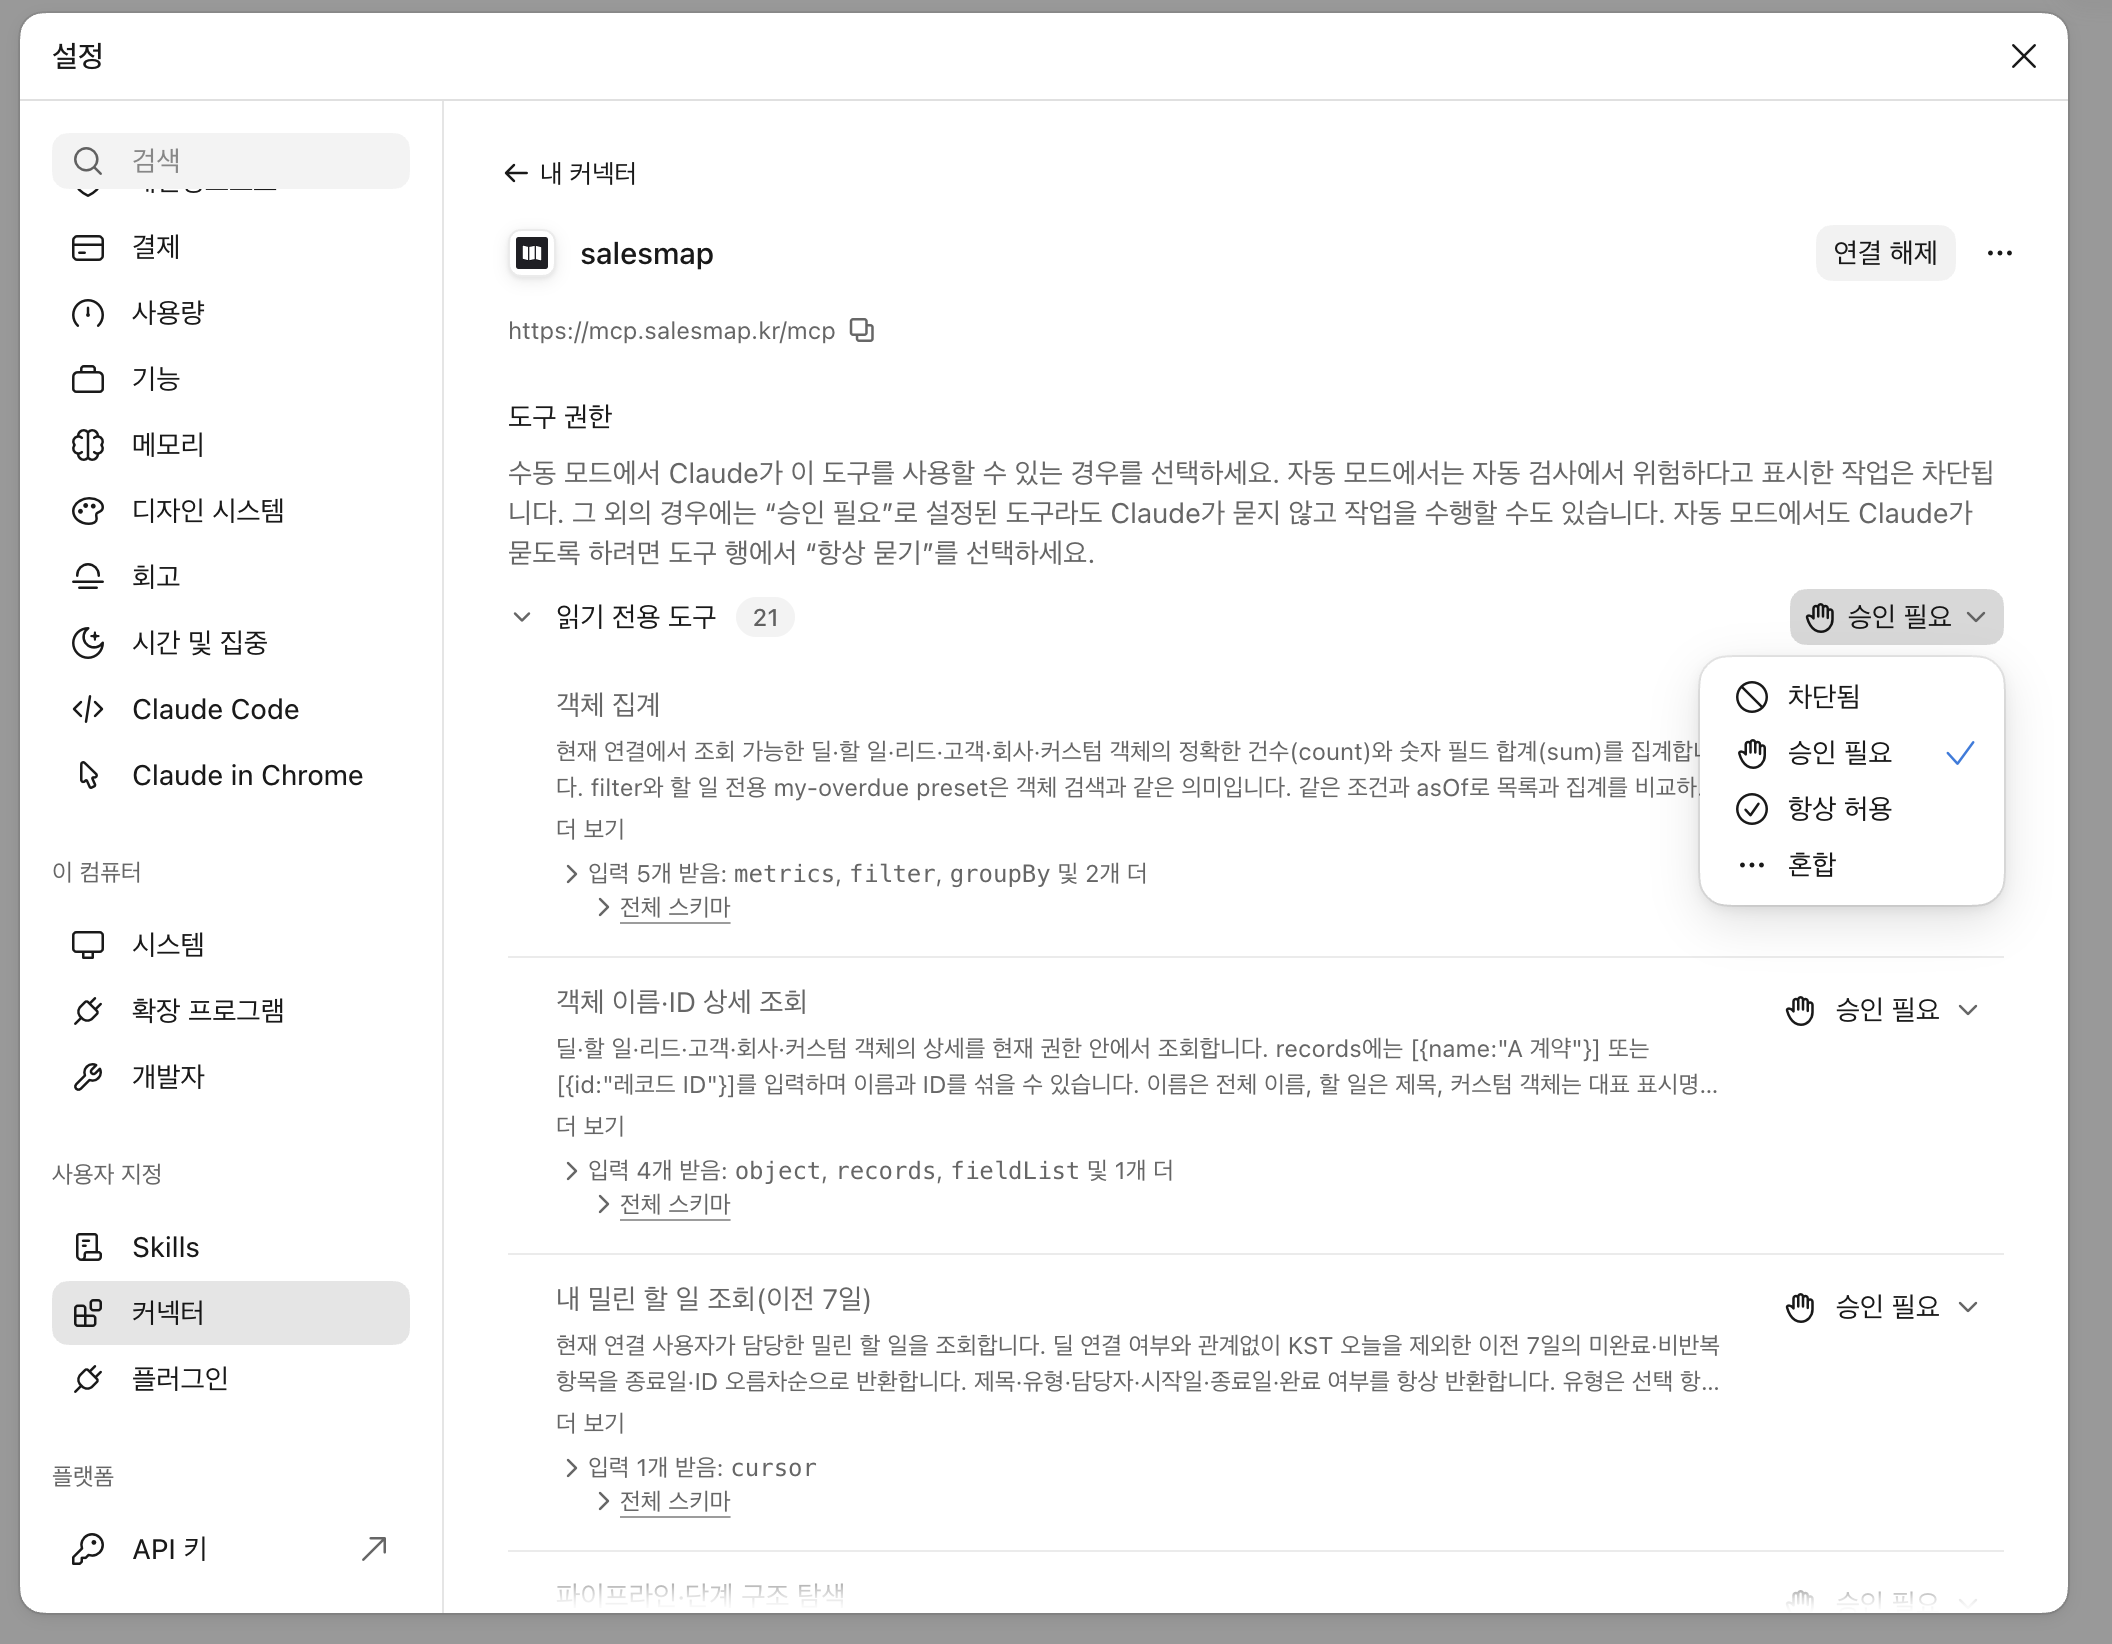 설정
검색
결제
사용량
기능
메모리
디자인 시스템
회고
시간 및 집중
Claude Code
Claude in Chrome
이 컴퓨터
시스템
확장 프로그램
개발자
사용자 지정
Skills
커넥터
플러그인
플랫폼
API 키
내 커넥터
salesmap
연결 해제
https://mcp.salesmap.kr/mcp
도구 권한
수동 모드에서 Claude가 이 도구를 사용할 수 있는 경우를 선택하세요. 자동 모드에서는 자동 검사에서 위험하다고 표시한 작업은 차단됩
니다. 그 외의 경우에는 “승인 필요”로 설정된 도구라도 Claude가 묻지 않고 작업을 수행할 수도 있습니다. 자동 모드에서도 Claude가
묻도록 하려면 도구 행에서 “항상 묻기”를 선택하세요.
읽기 전용 도구 21
승인 필요
차단됨
승인 필요
항상 허용
혼합
객체 집계
현재 연결에서 조회 가능한 딜·할 일·리드·고객·회사·커스텀 객체의 정확한 건수(count)와 숫자 필드 합계(sum)를 집계합
다. filter와 할 일 전용 my-overdue preset은 객체 검색과 같은 의미입니다. 같은 조건과 asOf로 목록과 집계를 비교하
더 보기
입력 5개 받음: metrics, filter, groupBy 및 2개 더
전체 스키마
객체 이름·ID 상세 조회
승인 필요
딜·할 일·리드·고객·회사·커스텀 객체의 상세를 현재 권한 안에서 조회합니다. records에는 [{name:"A 계약"}] 또는
[{id:"레코드 ID"}]를 입력하며 이름과 ID를 섞을 수 있습니다. 이름은 전체 이름, 할 일은 제목, 커스텀 객체는 대표 표시명...
더 보기
입력 4개 받음: object, records, fieldList 및 1개 더
전체 스키마
내 밀린 할 일 조회(이전 7일)
승인 필요
현재 연결 사용자가 담당한 밀린 할 일을 조회합니다. 딜 연결 여부와 관계없이 KST 오늘을 제외한 이전 7일의 미완료·비반복
항목을 종료일·ID 오름차순으로 반환합니다. 제목·유형·담당자·시작일·종료일·완료 여부를 항상 반환합니다. 유형은 선택 항...
더 보기
입력 1개 받음: cursor
전체 스키마
파이프라인·단계 구조 탐색
승인 필요